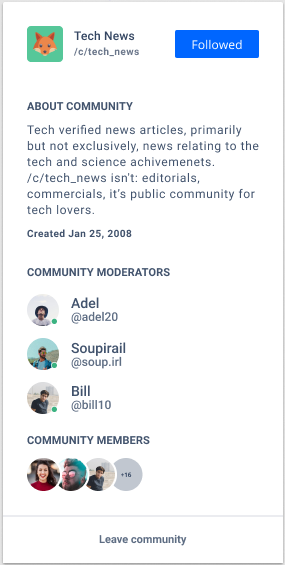 Tech News
/c/tech_news
Followed
ABOUT COMMUNITY
Tech verified news articles, primarily
but not exclusively, news relating to the
tech and science achivemenets.
/c/tech_news isn't: editorials,
commercials, it's public community for
tech lovers.
Created Jan 25, 2008
COMMUNITY MODERATORS
Adel
@adel20
Soupirail
@soup.irl
Bill
@bill10
COMMUNITY MEMBERS
+16
Leave community